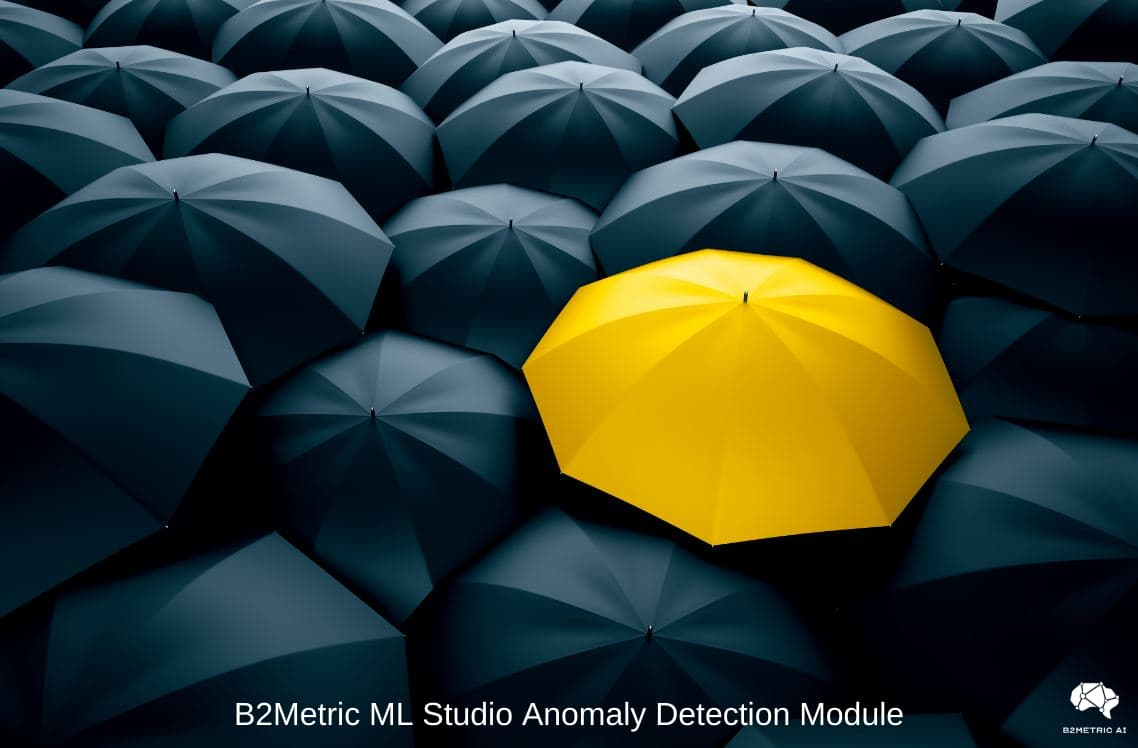 B2Metric ML Studio Anomaly Detection Module
B2METRIC AI